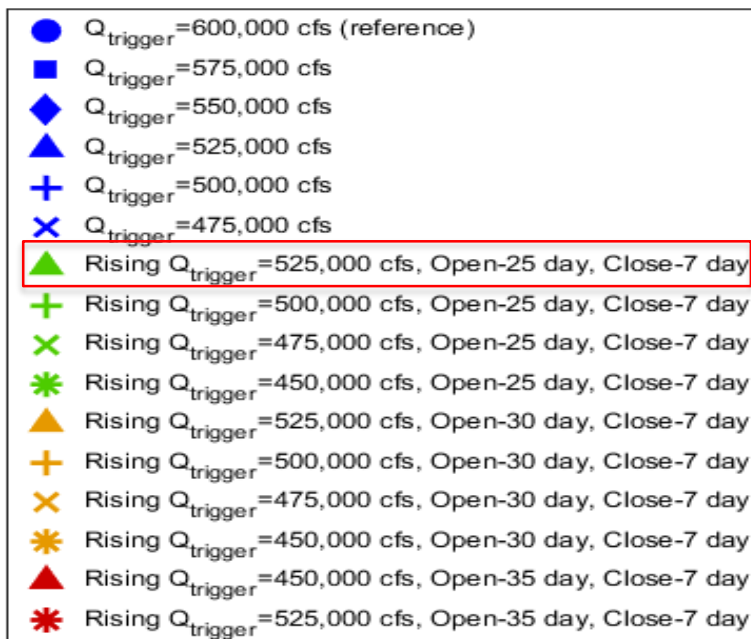 Qtrigger=600,000 cfs (reference)
Qtrigger=575,000 cfs
Qtrigger=550,000 cfs
Qtrigger=525,000 cfs
Qtrigger=500,000 cfs
Qtrigger=475,000 cfs
Rising Qtrigger=525,000 cfs, Open-25 day, Close-7 day
Rising Qtrigger=500,000 cfs, Open-25 day, Close-7 day
Rising Qtrigger=475,000 cfs, Open-25 day, Close-7 day
Rising Qtrigger=450,000 cfs, Open-25 day, Close-7 day
Rising Qtrigger=525,000 cfs, Open-30 day, Close-7 day
Rising Qtrigger=500,000 cfs, Open-30 day, Close-7 day
Rising Qtrigger=475,000 cfs, Open-30 day, Close-7 day
Rising Qtrigger=450,000 cfs, Open-30 day, Close-7 day
Rising Qtrigger=450,000 cfs, Open-35 day, Close-7 day
Rising Qtrigger=525,000 cfs, Open-35 day, Close-7 day